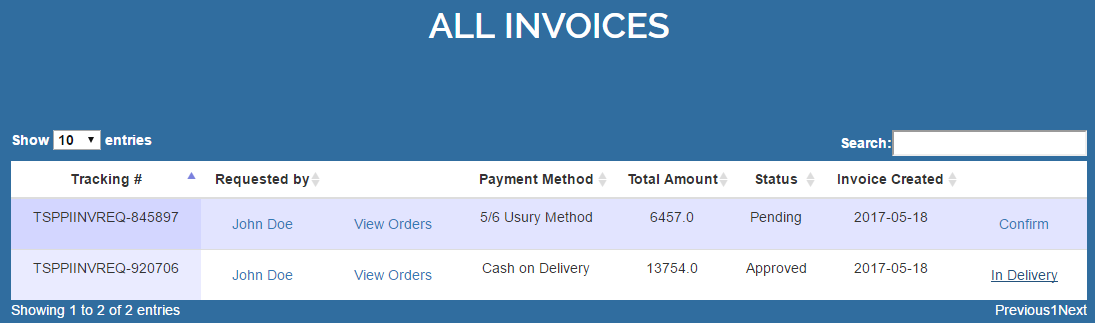 ALL INVOICES
Show 10 entries Search:
Tracking # Requested by Payment Method Total Amount Status Invoice Created
TSPPIINVREQ-845897 John Doe View Orders 5/6 Usury Method 6457.0 Pending 2017-05-18 Confirm
TSPPIINVREQ-920706 John Doe View Orders Cash on Delivery 13754.0 Approved 2017-05-18 In Delivery
Showing 1 to 2 of 2 entries Previous1Next